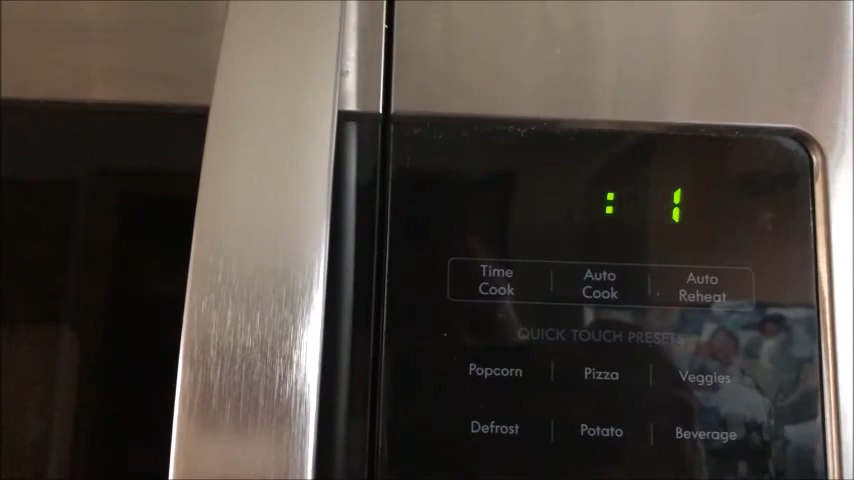 : 1
Time Cook | Auto Cook | Auto Reheat
QUICK TOUCH PRESETS
Popcorn | Pizza | Veggies
Defrost | Potato | Beverage